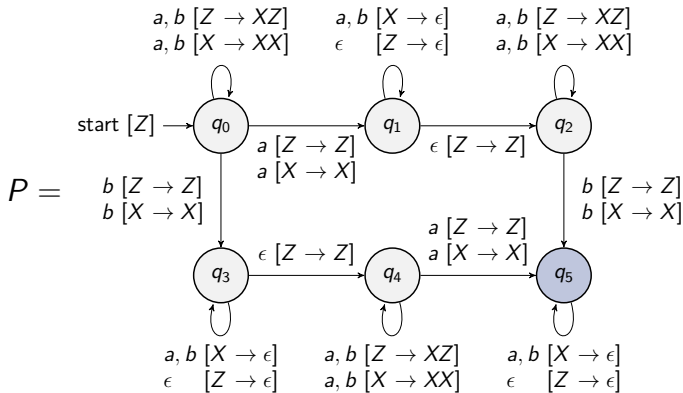 a, b [Z → XZ]
a, b [X → XX]
a, b [X → ϵ]
ϵ [Z → ϵ]
a, b [Z → XZ]
a, b [X → XX]
start [Z]
q0
q1
q2
a [Z → Z]
a [X → X]
ϵ [Z → Z]
P =
b [Z → Z]
b [X → X]
b [Z → Z]
b [X → X]
ϵ [Z → Z]
a [Z → Z]
a [X → X]
q3
q4
q5
a, b [X → ϵ]
ϵ [Z → ϵ]
a, b [Z → XZ]
a, b [X → XX]
a, b [X → ϵ]
ϵ [Z → ϵ]